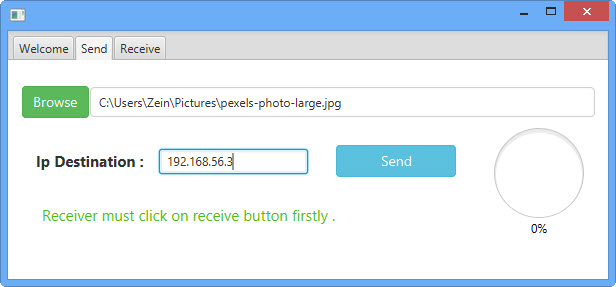 Welcome Send Receive
Browse C:\Users\Zein\Pictures\pexels-photo-large.jpg
Ip Destination : 192.168.56.3 Send
Receiver must click on receive button firstly .
0%